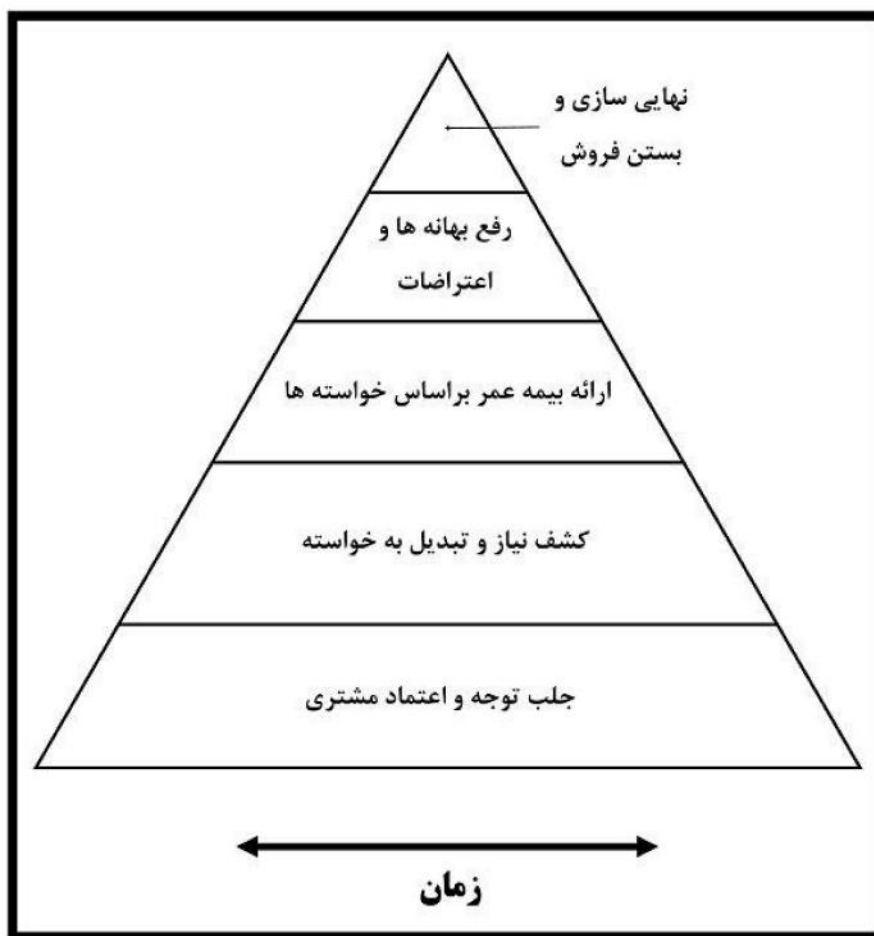 نهایی سازی و
بستن فروش
رفع بهانه ها و
اعتراضات
ارائه بیمه عمر براساس خواسته ها
کشف نیاز و تبدیل به خواسته
جلب توجه و اعتماد مشتری
زمان